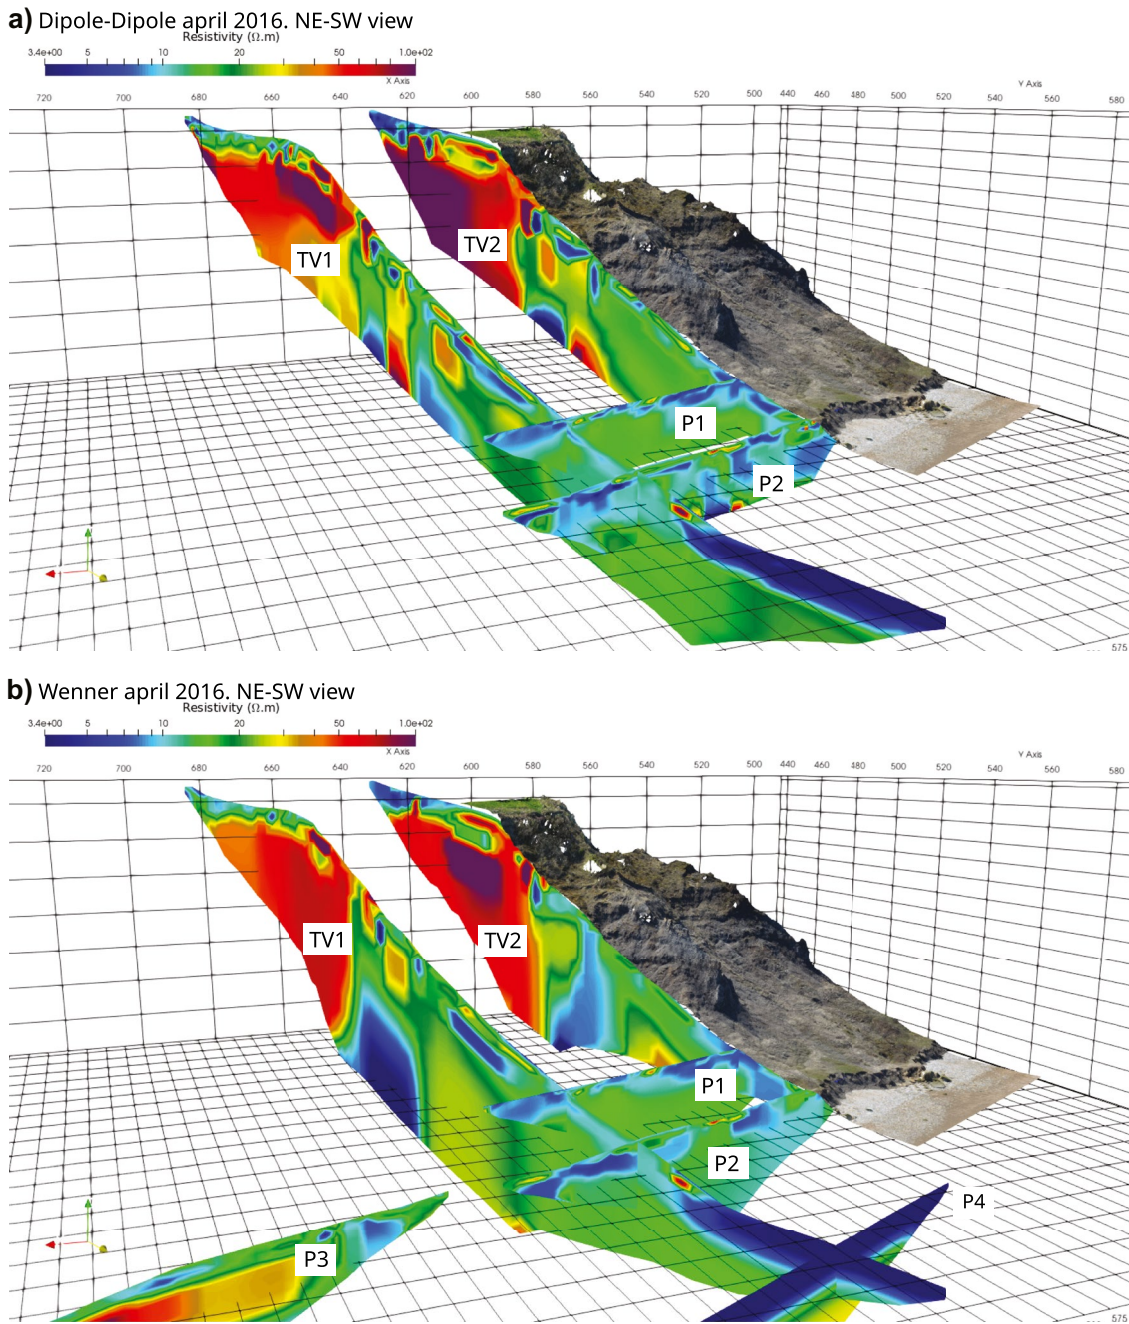 a) Dipole-Dipole april 2016. NE-SW view
Resistivity (Ω.m)
3.4e+00 5 10 20 50 1.0e+02
X Axis
Y Axis
720 700 680 660 640 620 600 580 560 540 520 500 440 460 480 500 520 540 560 580
TV1
TV2
P1
P2
575
b) Wenner april 2016. NE-SW view
Resistivity (Ω.m)
3.4e+00 5 10 20 50 1.0e+02
X Axis
Y Axis
720 700 680 660 640 620 600 580 560 540 520 500 440 460 480 500 520 540 560 580
TV1
TV2
P1
P2
P4
P3
575